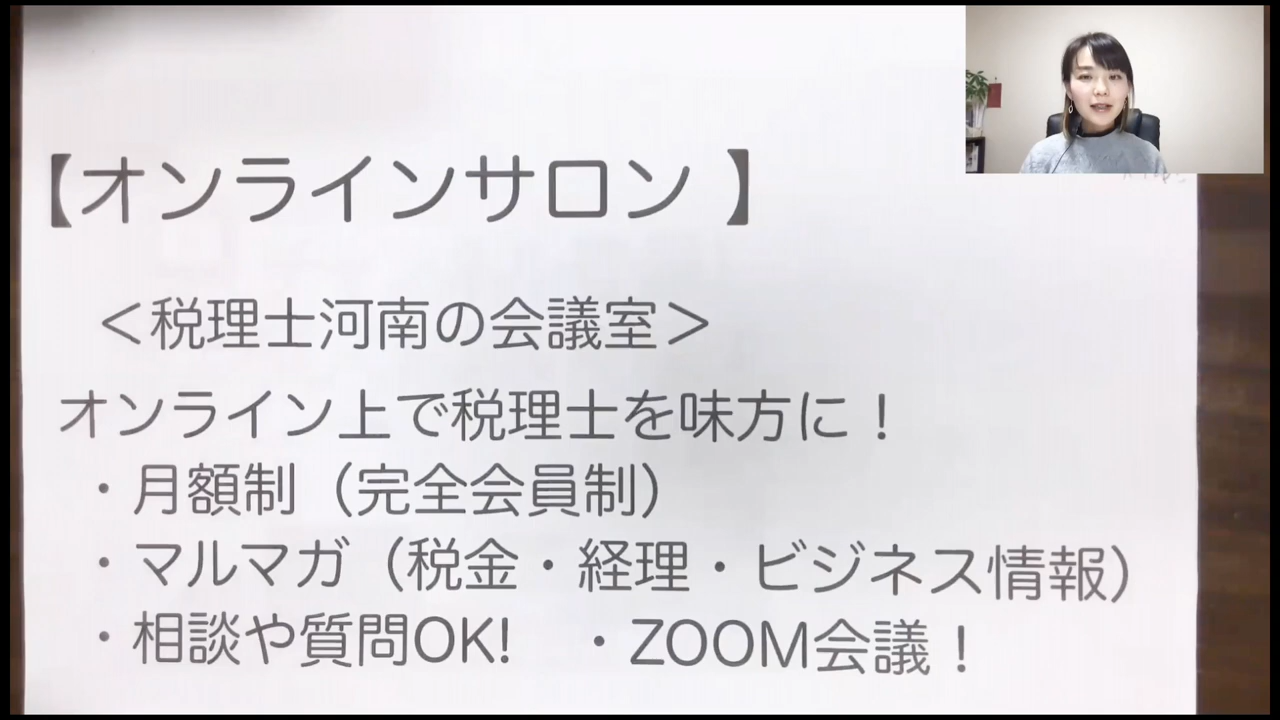 【オンラインサロン 】
＜税理士河南の会議室＞
オンライン上で税理士を味方に！
・月額制（完全会員制）
・マルマガ（税金・経理・ビジネス情報）
・相談や質問OK!　・ZOOM会議！